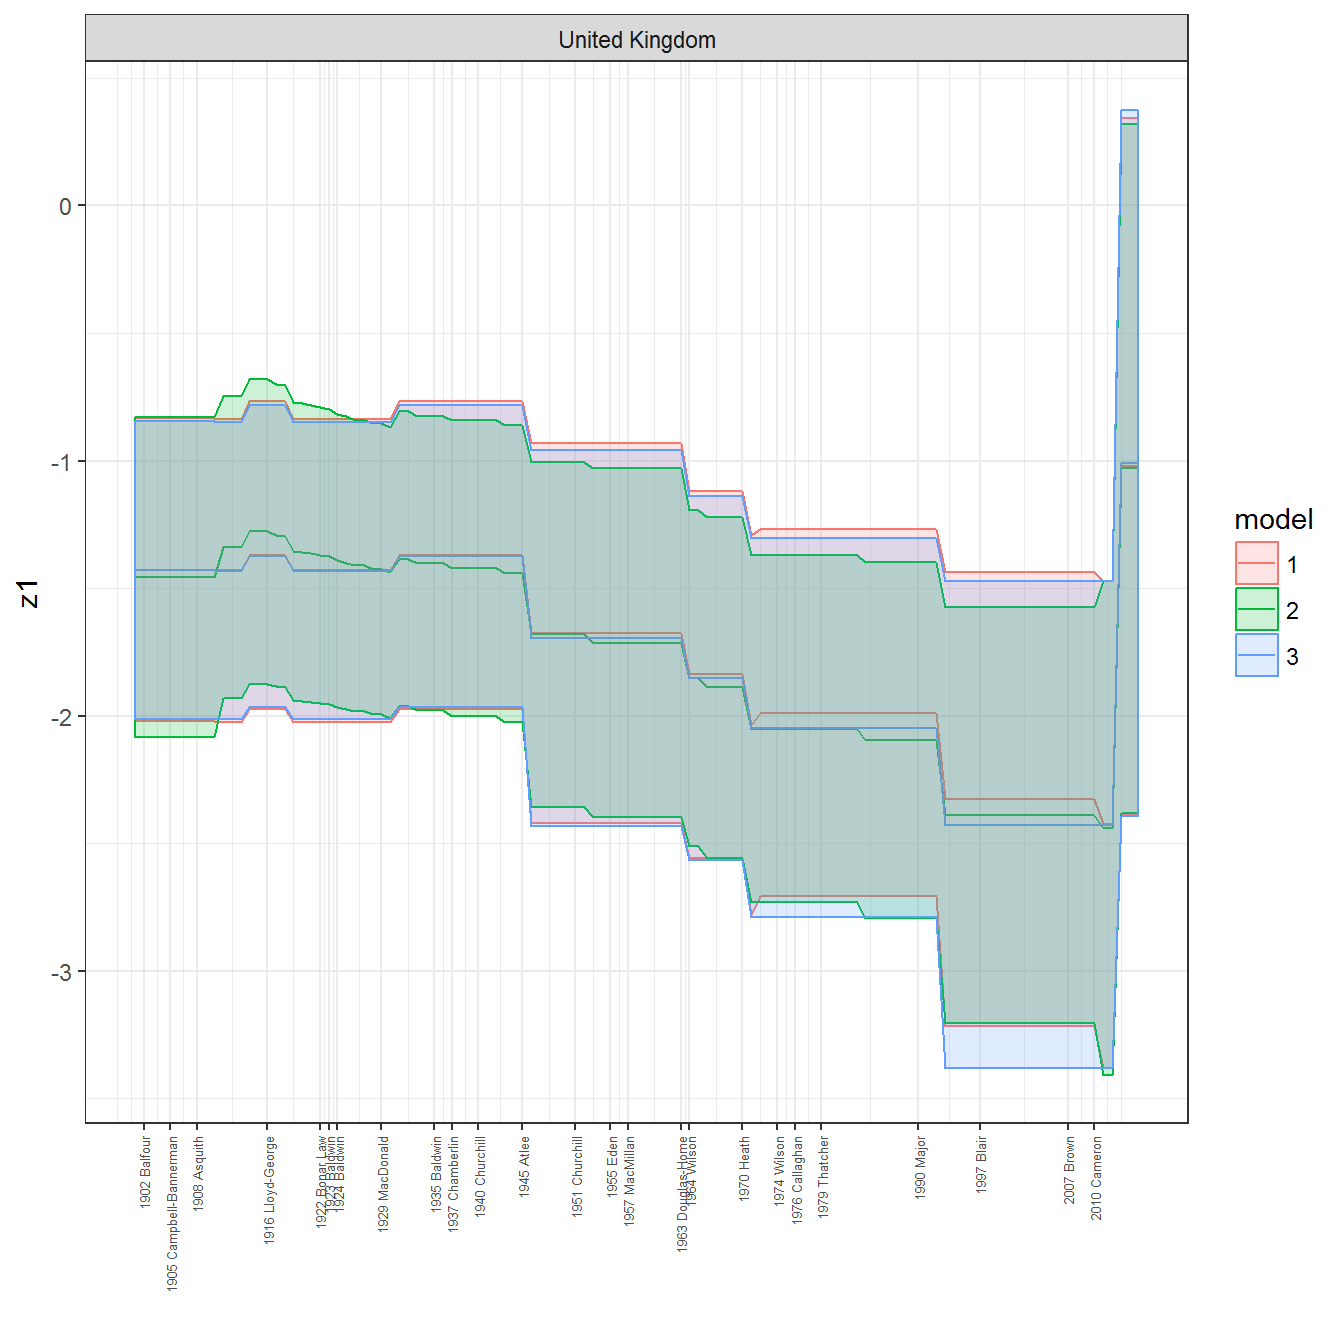 United Kingdom
z1
0
-1
-2
-3
1902 Balfour
1905 Campbell-Bannerman
1908 Asquith
1916 Lloyd-George
1922 Bonar Law
1923 Baldwin
1924 Baldwin
1929 MacDonald
1935 Baldwin
1937 Chamberlin
1940 Churchill
1945 Atlee
1951 Churchill
1955 Eden
1957 MacMillan
1963 Douglas-Home
1964 Wilson
1970 Heath
1974 Wilson
1976 Callaghan
1979 Thatcher
1990 Major
1997 Blair
2007 Brown
2010 Cameron
model
1
2
3